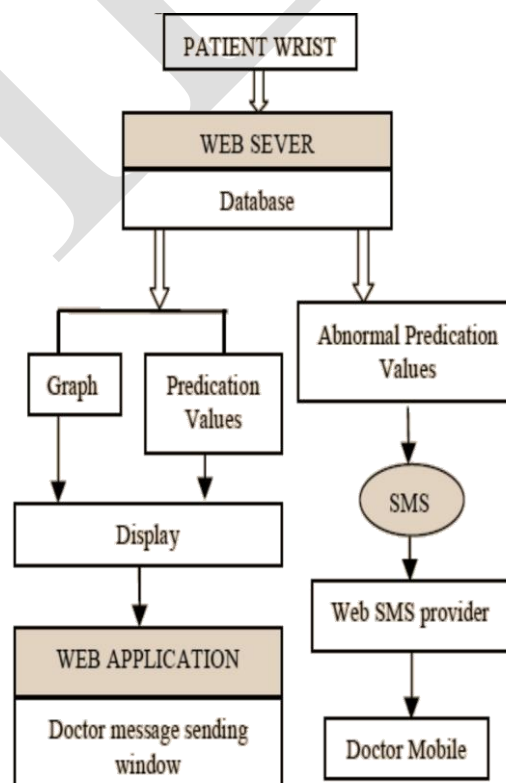 PATIENT WRIST
WEB SEVER
Database
Graph
Predication
Values
Abnormal Predication
Values
Display
SMS
WEB APPLICATION
Web SMS provider
Doctor message sending
window
Doctor Mobile